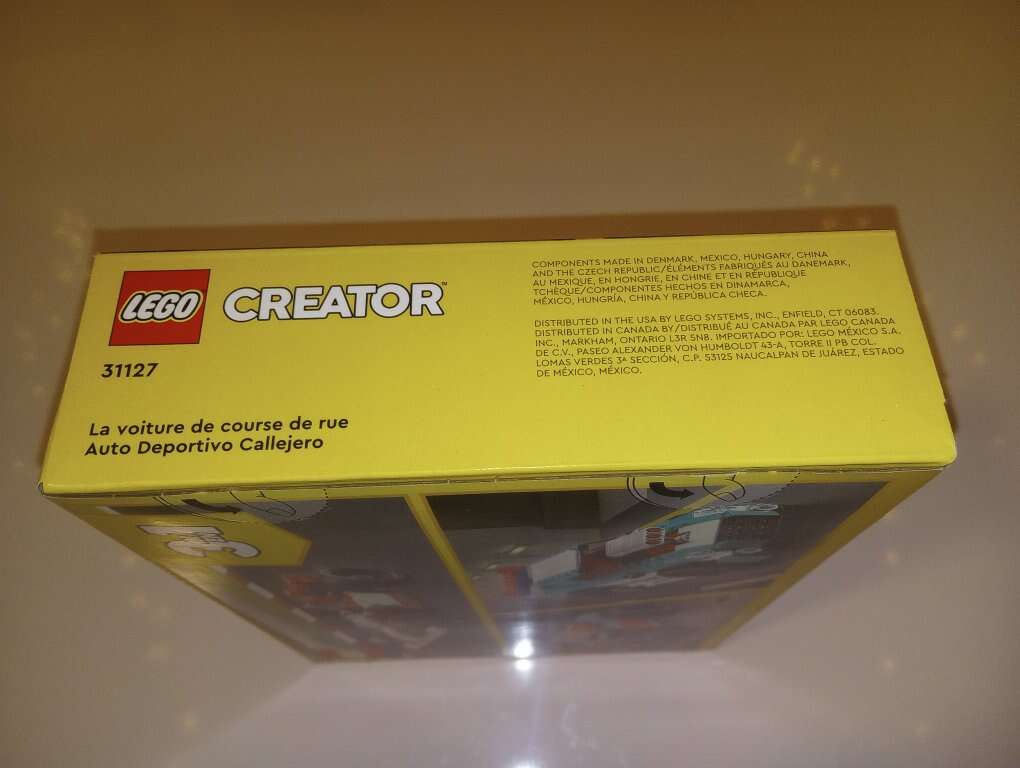 LEGO CREATOR™
31127
La voiture de course de rue
Auto Deportivo Callejero
COMPONENTS MADE IN DENMARK, MEXICO, HUNGARY, CHINA
AND THE CZECH REPUBLIC/ÉLÉMENTS FABRIQUÉS AU DANEMARK,
AU MEXIQUE, EN HONGRIE, EN CHINE ET EN RÉPUBLIQUE
TCHÈQUE/COMPONENTES HECHOS EN DINAMARCA,
MÉXICO, HUNGRÍA, CHINA Y REPÚBLICA CHECA.
DISTRIBUTED IN THE USA BY LEGO SYSTEMS, INC., ENFIELD, CT 06083.
DISTRIBUTED IN CANADA BY/DISTRIBUÉ AU CANADA PAR LEGO CANADA
INC., MARKHAM, ONTARIO L3R 5N8. IMPORTADO POR: LEGO MÉXICO S.A.
DE C.V., PASEO ALEXANDER VON HUMBOLDT 43-A, TORRE II PB COL.
LOMAS VERDES 3ª SECCIÓN, C.P. 53125 NAUCALPAN DE JUÁREZ, ESTADO
DE MÉXICO, MÉXICO.